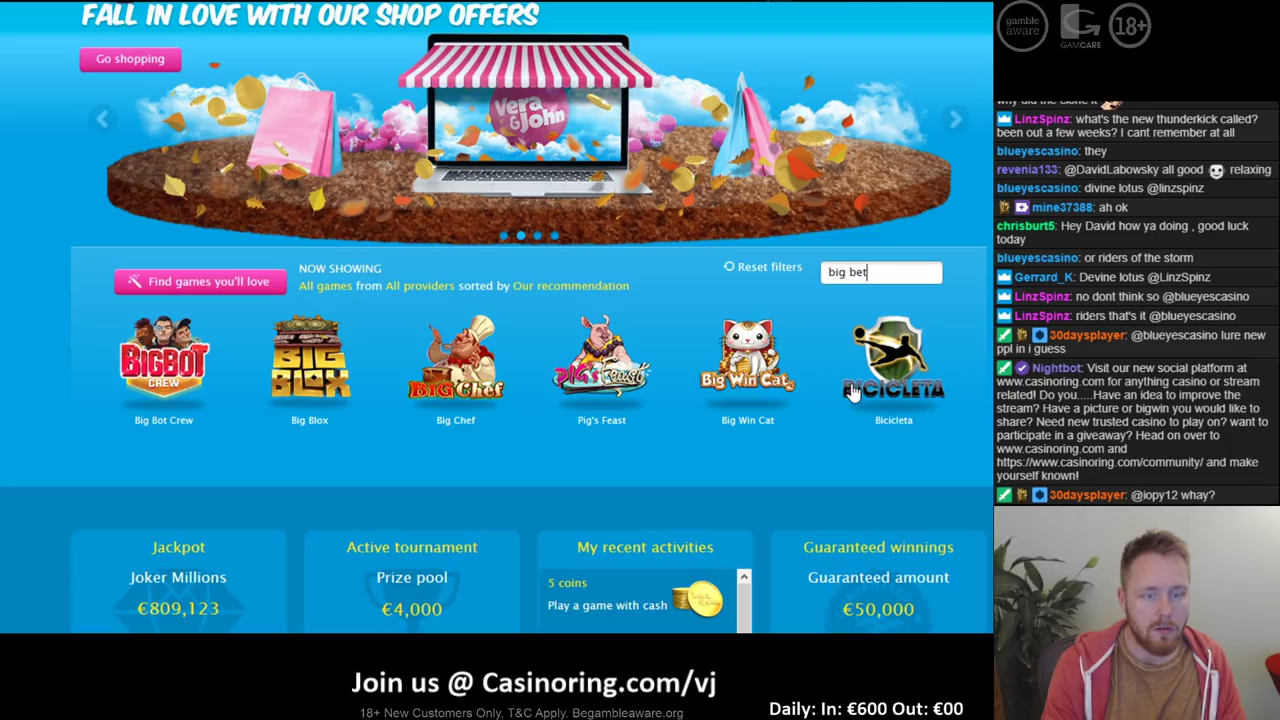 FALL IN LOVE WITH OUR SHOP OFFERS
Go shopping
Vera
&John
Find games you'll love
NOW SHOWING
All games from All providers sorted by Our recommendation
Reset filters
big bet
BIGBOT
CREW
BIG
BLOX
BIG Chef
PIG'S Feast
Big Win Cat
BICICLETA
Big Bot Crew
Big Blox
Big Chef
Pig's Feast
Big Win Cat
Bicicleta
Jackpot
Joker Millions
€809,123
Active tournament
Prize pool
€4,000
My recent activities
5 coins
Play a game with cash
Guaranteed winnings
Guaranteed amount
€50,000
Join us @ Casinoring.com/vj
18+ New Customers Only, T&C Apply. Begambleaware.org
Daily: In: €600 Out: €00
gamble
aware
GAMCARE
18+
why did the clone it
LinzSpinz: what's the new thunderkick called?
been out a few weeks? I cant remember at all
blueyescasino: they
revenia133: @DavidLabowsky all good relaxing
blueyescasino: divine lotus @linzspinz
mine37388: ah ok
chrisburt5: Hey David how ya doing , good luck
today
blueyescasino: or riders of the storm
Gerrard_K: Devine lotus @LinzSpinz
LinzSpinz: no dont think so @blueyescasino
LinzSpinz: riders that's it @blueyescasino
30daysplayer: @blueyescasino lure new
ppl in i guess
Nightbot: Visit our new social platform at
www.casinoring.com for anything casino or stream
related! Do you.....Have an idea to improve the
stream? Have a picture or bigwin you would like to
share? Need new trusted casino to play on? want to
participate in a giveaway? Head on over to
www.casinoring.com and
https://www.casinoring.com/community/ and make
yourself known!
30daysplayer: @iopy12 whay?